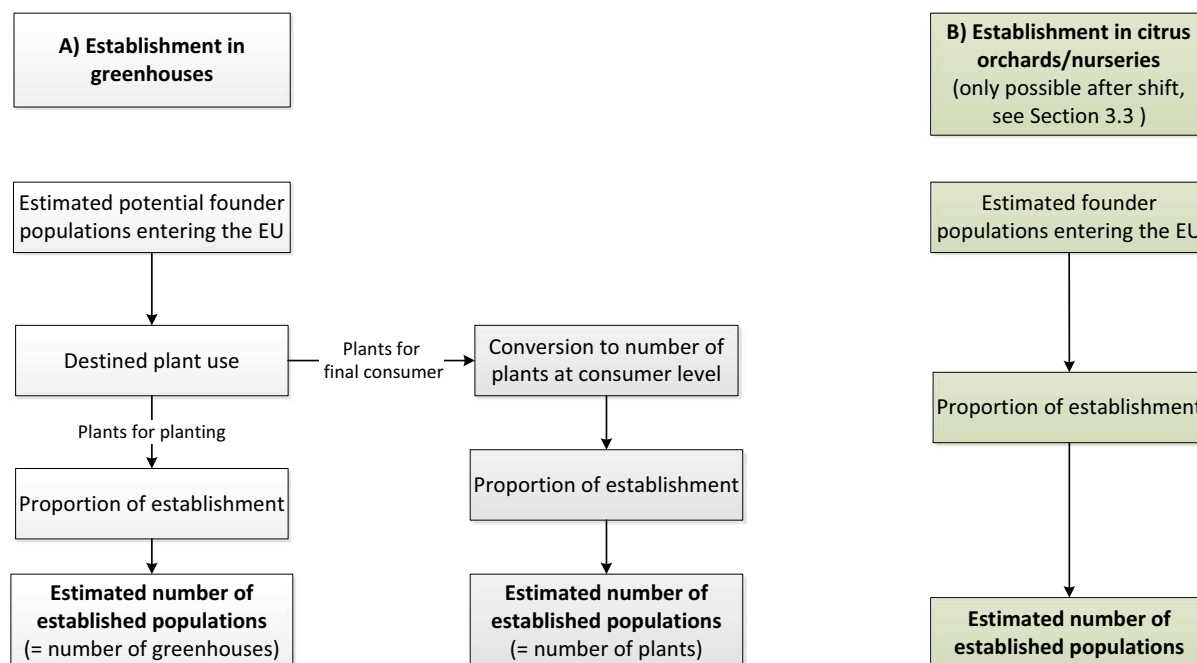 A) Establishment in
greenhouses
B) Establishment in citrus
orchards/nurseries
(only possible after shift,
see Section 3.3 )
Estimated potential founder
populations entering the EU
Estimated founder
populations entering the EU
Destined plant use
Plants for
final consumer
Conversion to number of
plants at consumer level
Proportion of establishment
Plants for planting
Proportion of establishment
Proportion of establishment
Estimated number of
established populations
(= number of greenhouses)
Estimated number of
established populations
(= number of plants)
Estimated number of
established populations